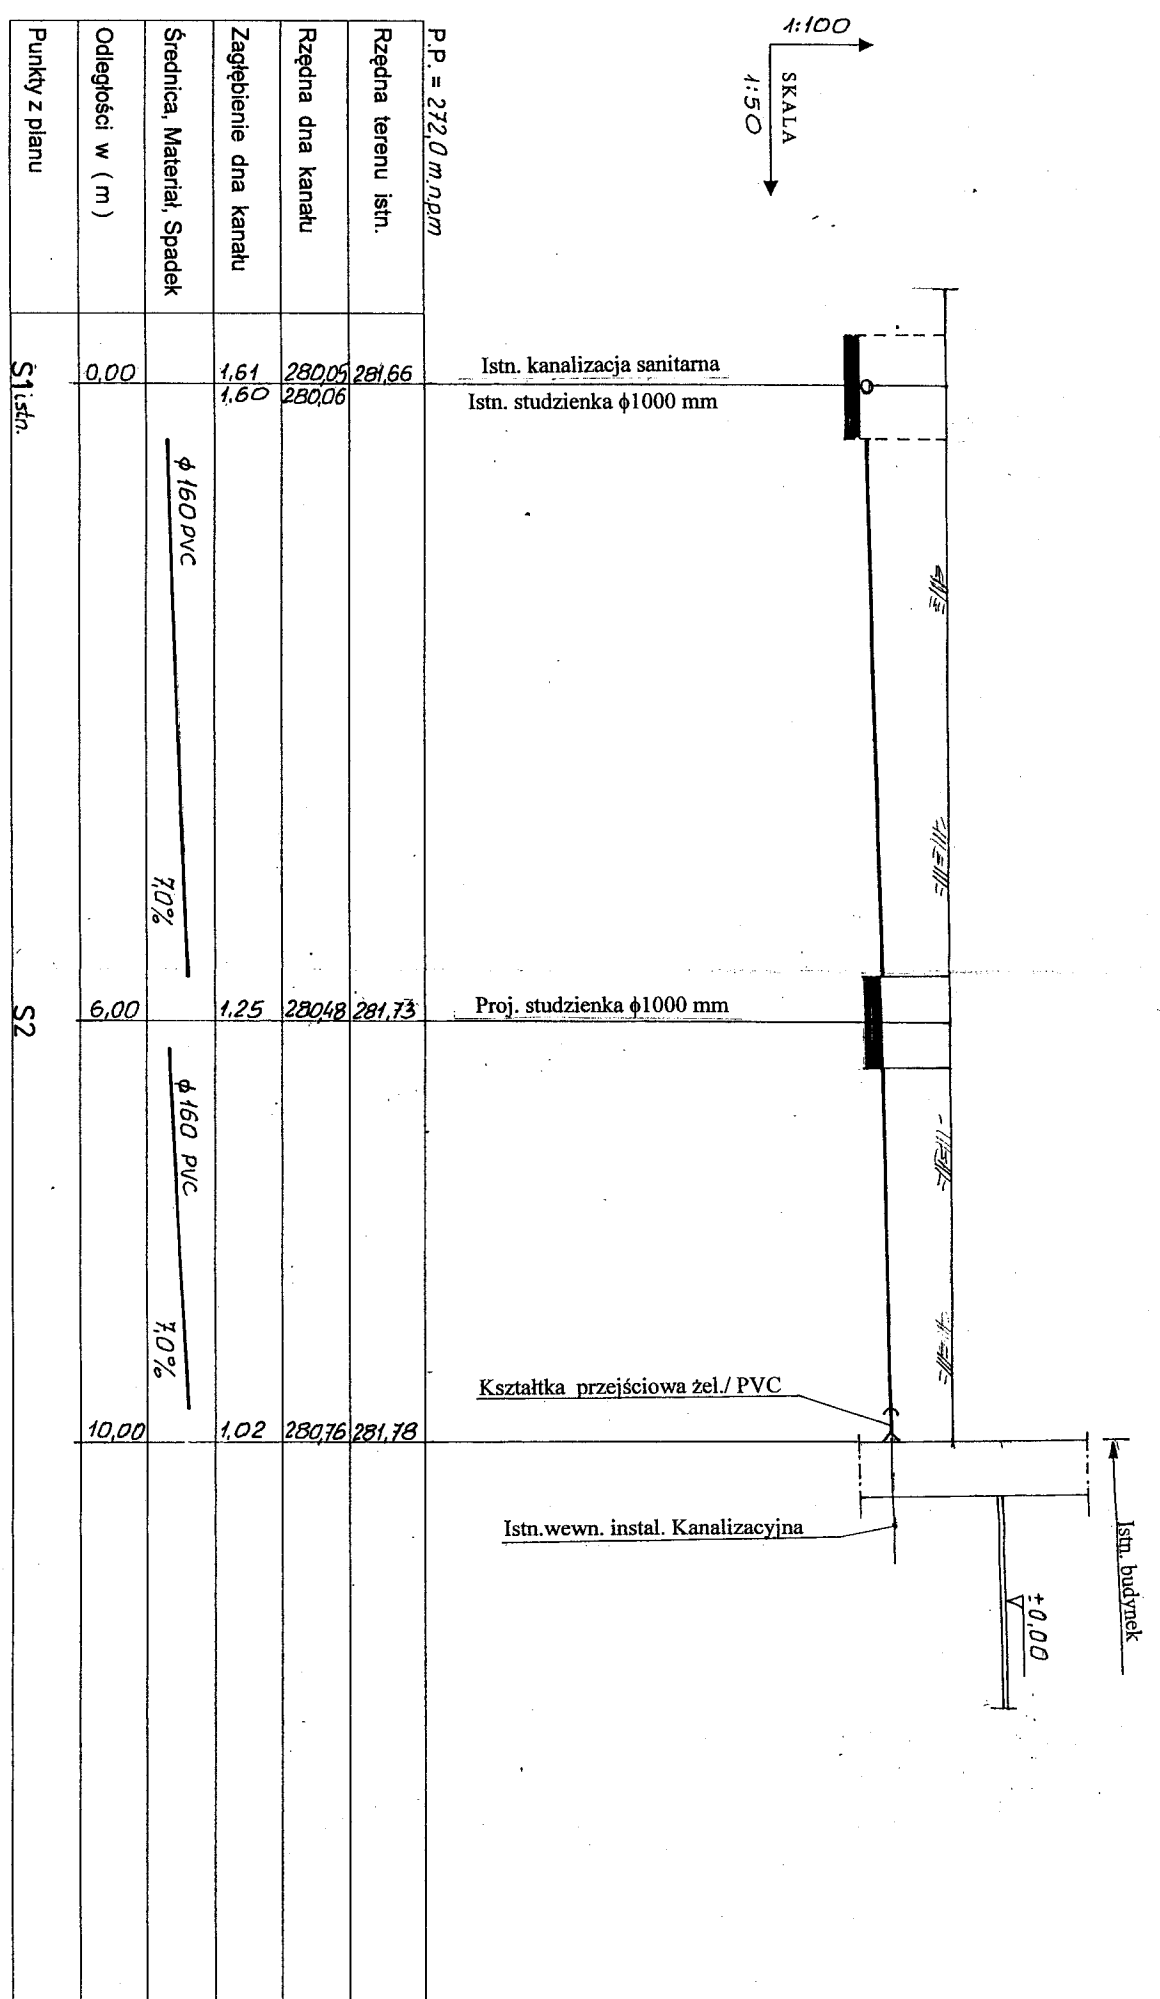 1:100
SKALA
1:50
P.P. = 272,0 m.n.p.m
Rzędna terenu istn.
Rzędna dna kanału
Zagłębienie dna kanału
Średnica, Materiał, Spadek
Odległości w ( m )
Punkty z planu
Istn. kanalizacja sanitarna
Istn. studzienka ϕ1000 mm
281,66
280,05
280,06
1,61
1,60
0,00
S1 istn.
ϕ 160 PVC
7,0%
Proj. studzienka ϕ1000 mm
281,73
280,48
1,25
6,00
S2
ϕ 160 PVC
7,0%
Kształtka przejściowa żel./ PVC
281,78
280,76
1,02
10,00
Istn.wewn. instal. Kanalizacyjna
Istn. budynek
±0,00